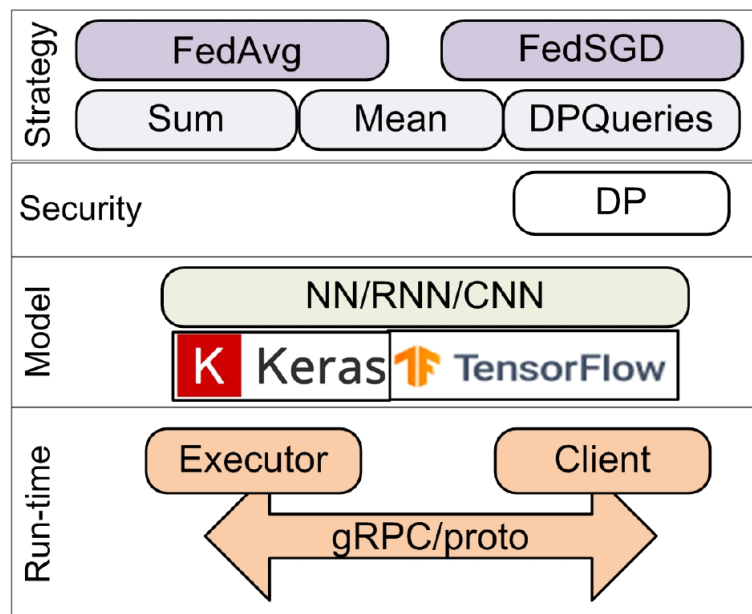 Strategy
FedAvg
FedSGD
Sum
Mean
DPQueries
Security
DP
Model
NN/RNN/CNN
K Keras
TensorFlow
Run-time
Executor
Client
gRPC/proto